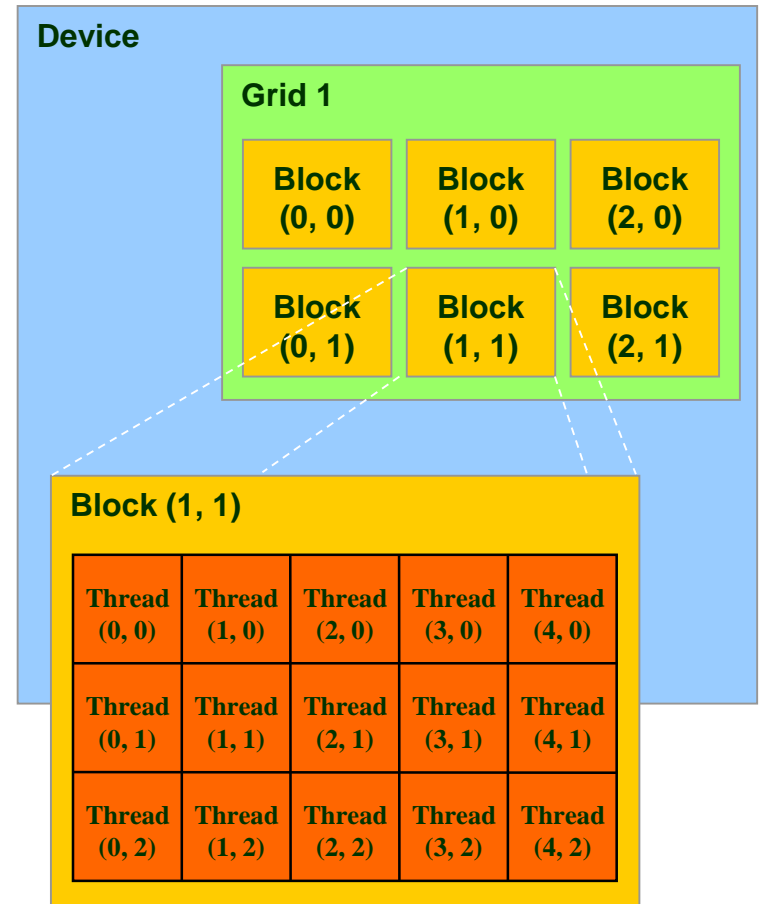 Device
Grid 1
Block Block Block
(0, 0) (1, 0) (2, 0)
Block Block Block
(0, 1) (1, 1) (2, 1)
Block (1, 1)
Thread Thread Thread Thread Thread
(0, 0) (1, 0) (2, 0) (3, 0) (4, 0)
Thread Thread Thread Thread Thread
(0, 1) (1, 1) (2, 1) (3, 1) (4, 1)
Thread Thread Thread Thread Thread
(0, 2) (1, 2) (2, 2) (3, 2) (4, 2)